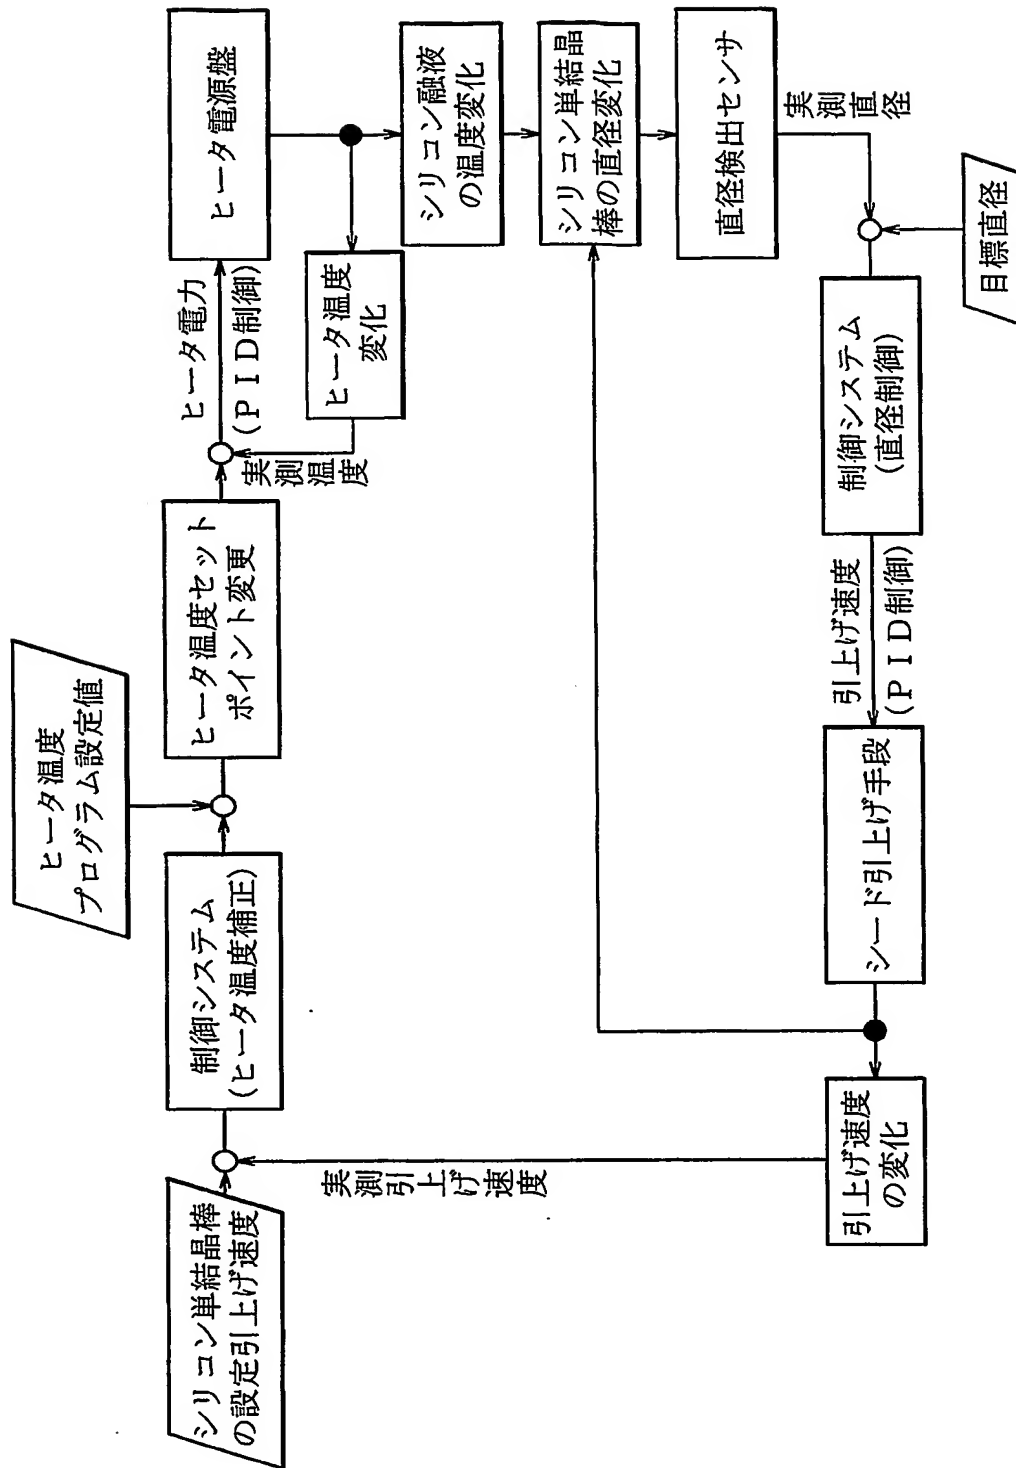 シリコン単結晶棒
の設定引上げ速度
制御システム
(ヒータ温度補正)
ヒータ温度
プログラム設定値
ヒータ温度セット
ポイント変更
ヒータ電力
(ＰＩＤ制御)
ヒータ電源盤
実測温度
ヒータ温度
変化
シリコン融液
の温度変化
シリコン単結晶
棒の直径変化
直径検出センサ
実測
直径
目標直径
制御システム
(直径制御)
引上げ速度
(ＰＩＤ制御)
シード引上げ手段
引上げ速度
の変化
実測引上げ速度